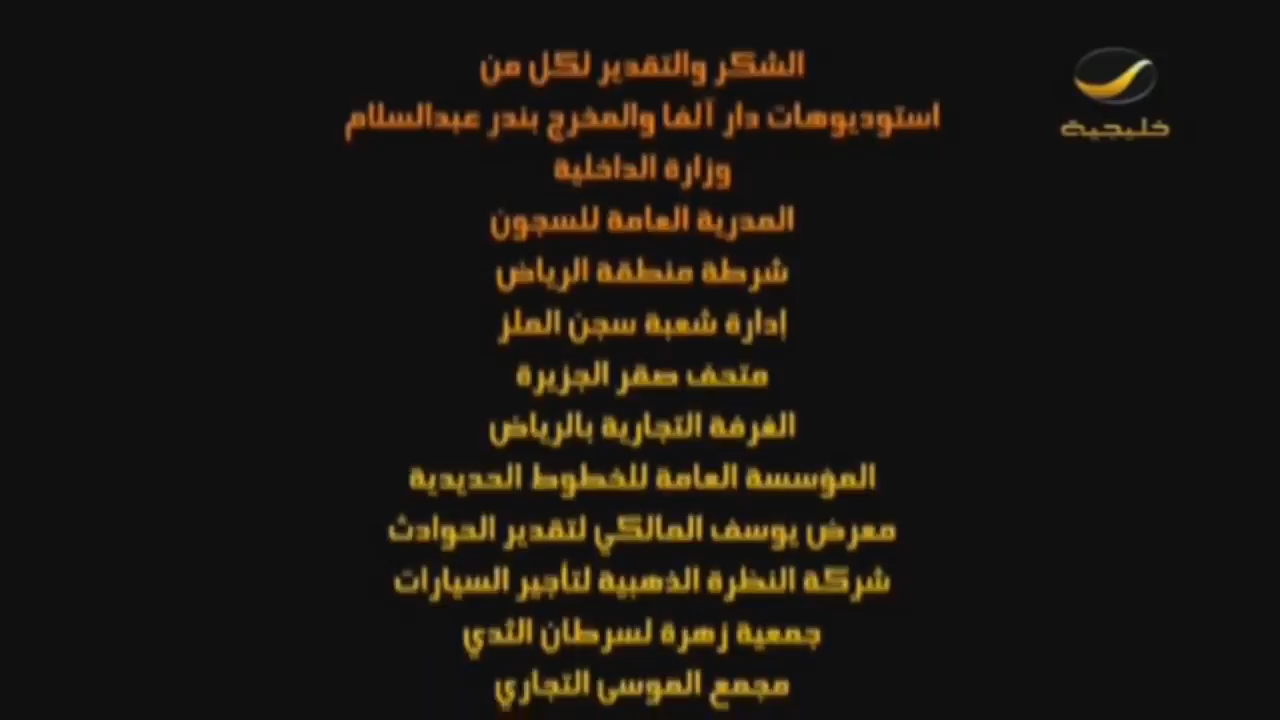 الشكر والتقدير لكل من
استوديوهات دار آلفا والمخرج بندر عبدالسلام
وزارة الداخلية
المدرية العامة للسجون
شرطة منطقة الرياض
إدارة شعبة سجن الملز
متحف صقر الجزيرة
الغرفة التجارية بالرياض
المؤسسة العامة للخطوط الحديدية
معرض يوسف المالكي لتقدير الحوادث
شركة النظرة الذهبية لتأجير السيارات
جمعية زهرة لسرطان الثدي
مجمع الموسى التجاري
خليجية